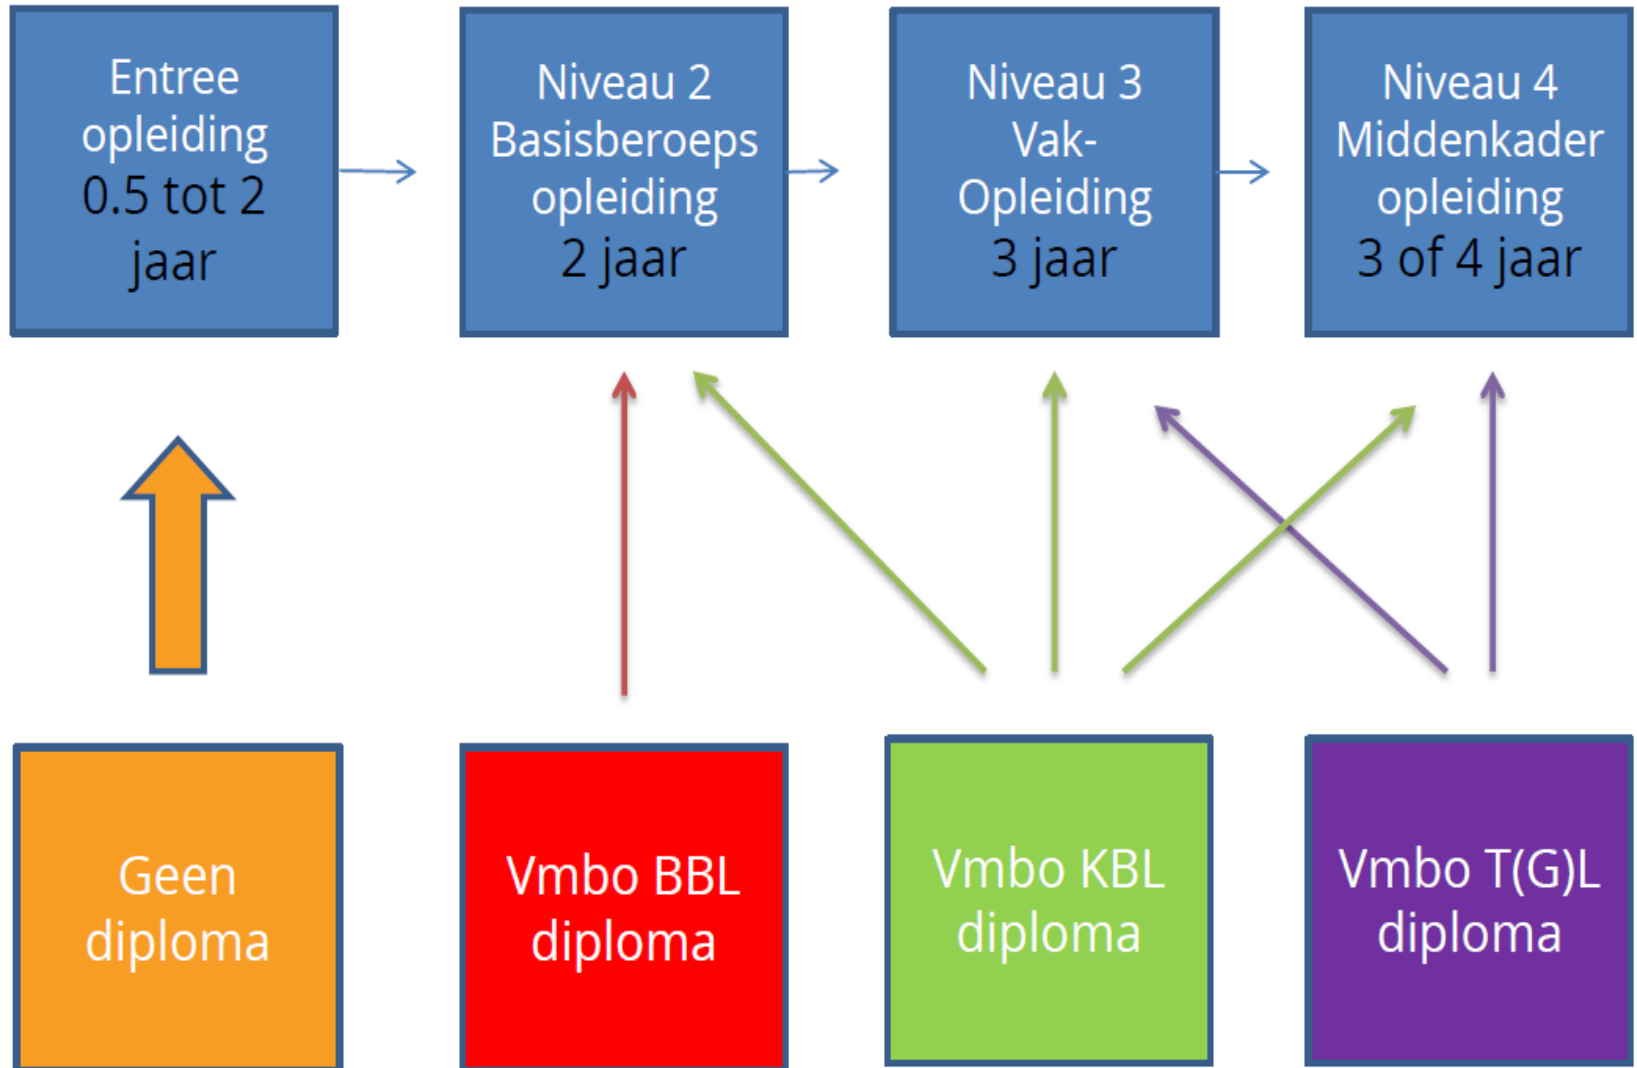 Entree
opleiding
0.5 tot 2
jaar
Niveau 2
Basisberoeps
opleiding
2 jaar
Niveau 3
Vak-
Opleiding
3 jaar
Niveau 4
Middenkader
opleiding
3 of 4 jaar
Geen
diploma
Vmbo BBL
diploma
Vmbo KBL
diploma
Vmbo T(G)L
diploma